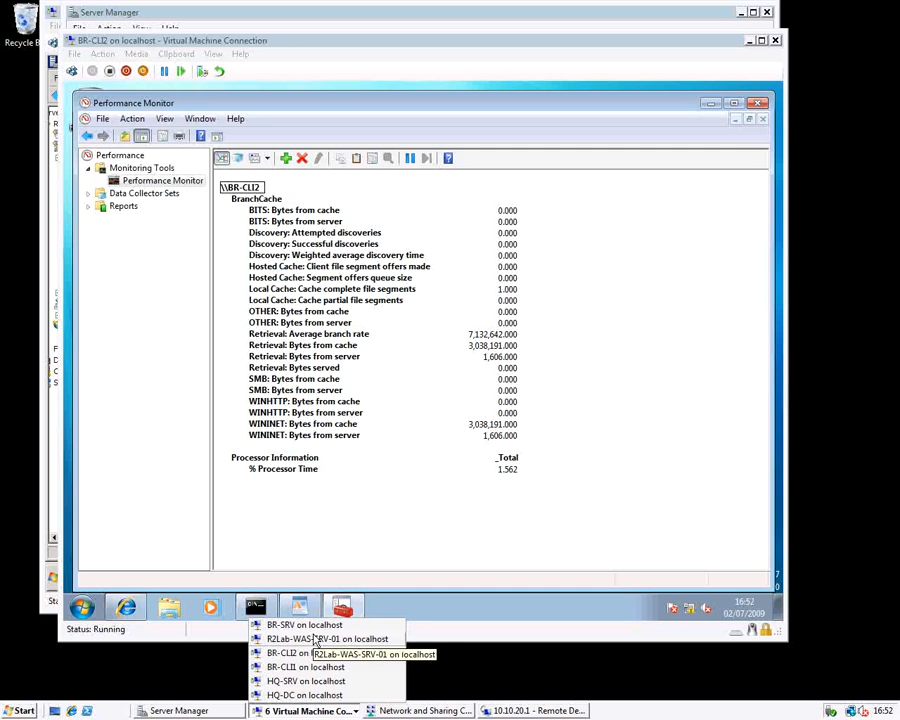 Recycle B
Server Manager
BR-CLI2 on localhost - Virtual Machine Connection
File Action Media Clipboard View Help
Performance Monitor
File Action View Window Help
Performance
Monitoring Tools
Performance Monitor
Data Collector Sets
Reports
\\BR-CLI2
BranchCache
BITS: Bytes from cache 0.000
BITS: Bytes from server 0.000
Discovery: Attempted discoveries 0.000
Discovery: Successful discoveries 0.000
Discovery: Weighted average discovery time 0.000
Hosted Cache: Client file segment offers made 0.000
Hosted Cache: Segment offers queue size 0.000
Local Cache: Cache complete file segments 1.000
Local Cache: Cache partial file segments 0.000
OTHER: Bytes from cache 0.000
OTHER: Bytes from server 0.000
Retrieval: Average branch rate 7,132,642.000
Retrieval: Bytes from cache 3,038,191.000
Retrieval: Bytes from server 1,606.000
Retrieval: Bytes served 0.000
SMB: Bytes from cache 0.000
SMB: Bytes from server 0.000
WINHTTP: Bytes from cache 0.000
WINHTTP: Bytes from server 0.000
WININET: Bytes from cache 3,038,191.000
WININET: Bytes from server 1,606.000
Processor Information _Total
% Processor Time 1.562
16:52
02/07/2009
Status: Running
BR-SRV on localhost
R2Lab-WAS-SRV-01 on localhost
BR-CLI2 on
R2Lab-WAS-SRV-01 on localhost
BR-CLI1 on localhost
HQ-SRV on localhost
HQ-DC on localhost
Start
Server Manager
6 Virtual Machine Co...
Network and Sharing C...
10.10.20.1 - Remote De...
16:52